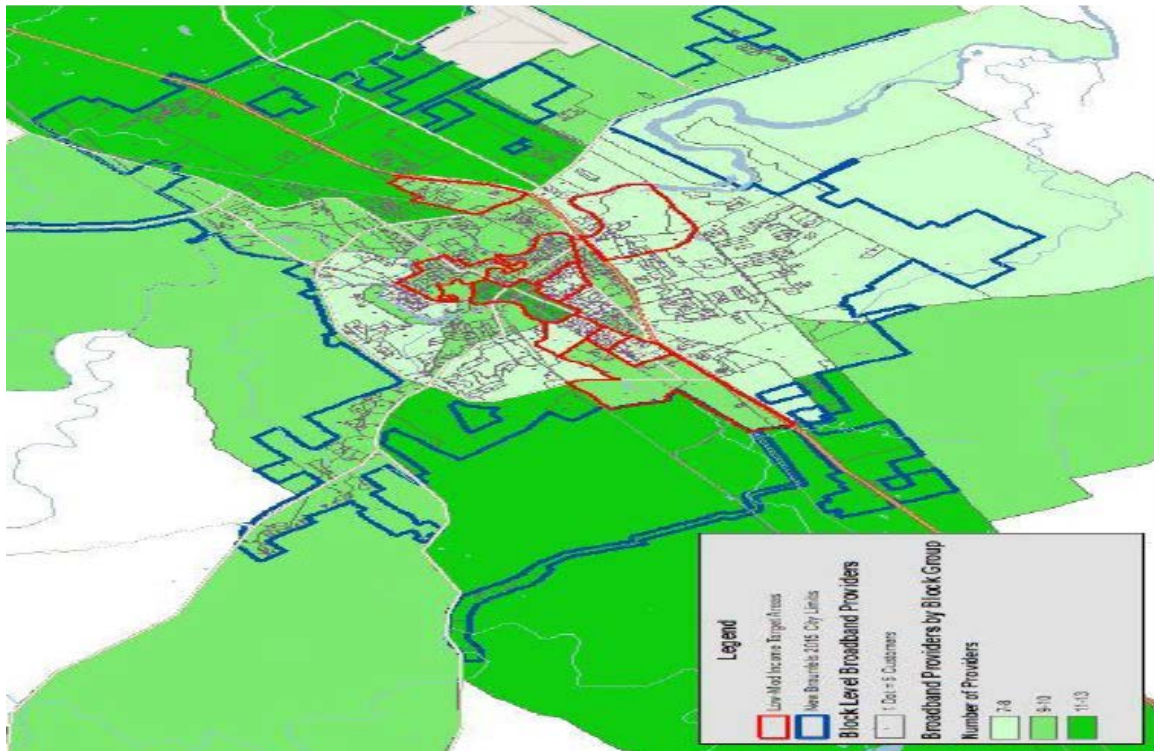 Legend
Low-Mod Income Target Areas
New Braunfels 2015 City Limits
Block Level Broadband Providers
1 Dot = 5 Customers
Broadband Providers by Block Group
Number of Providers
7-8
9-10
11-13